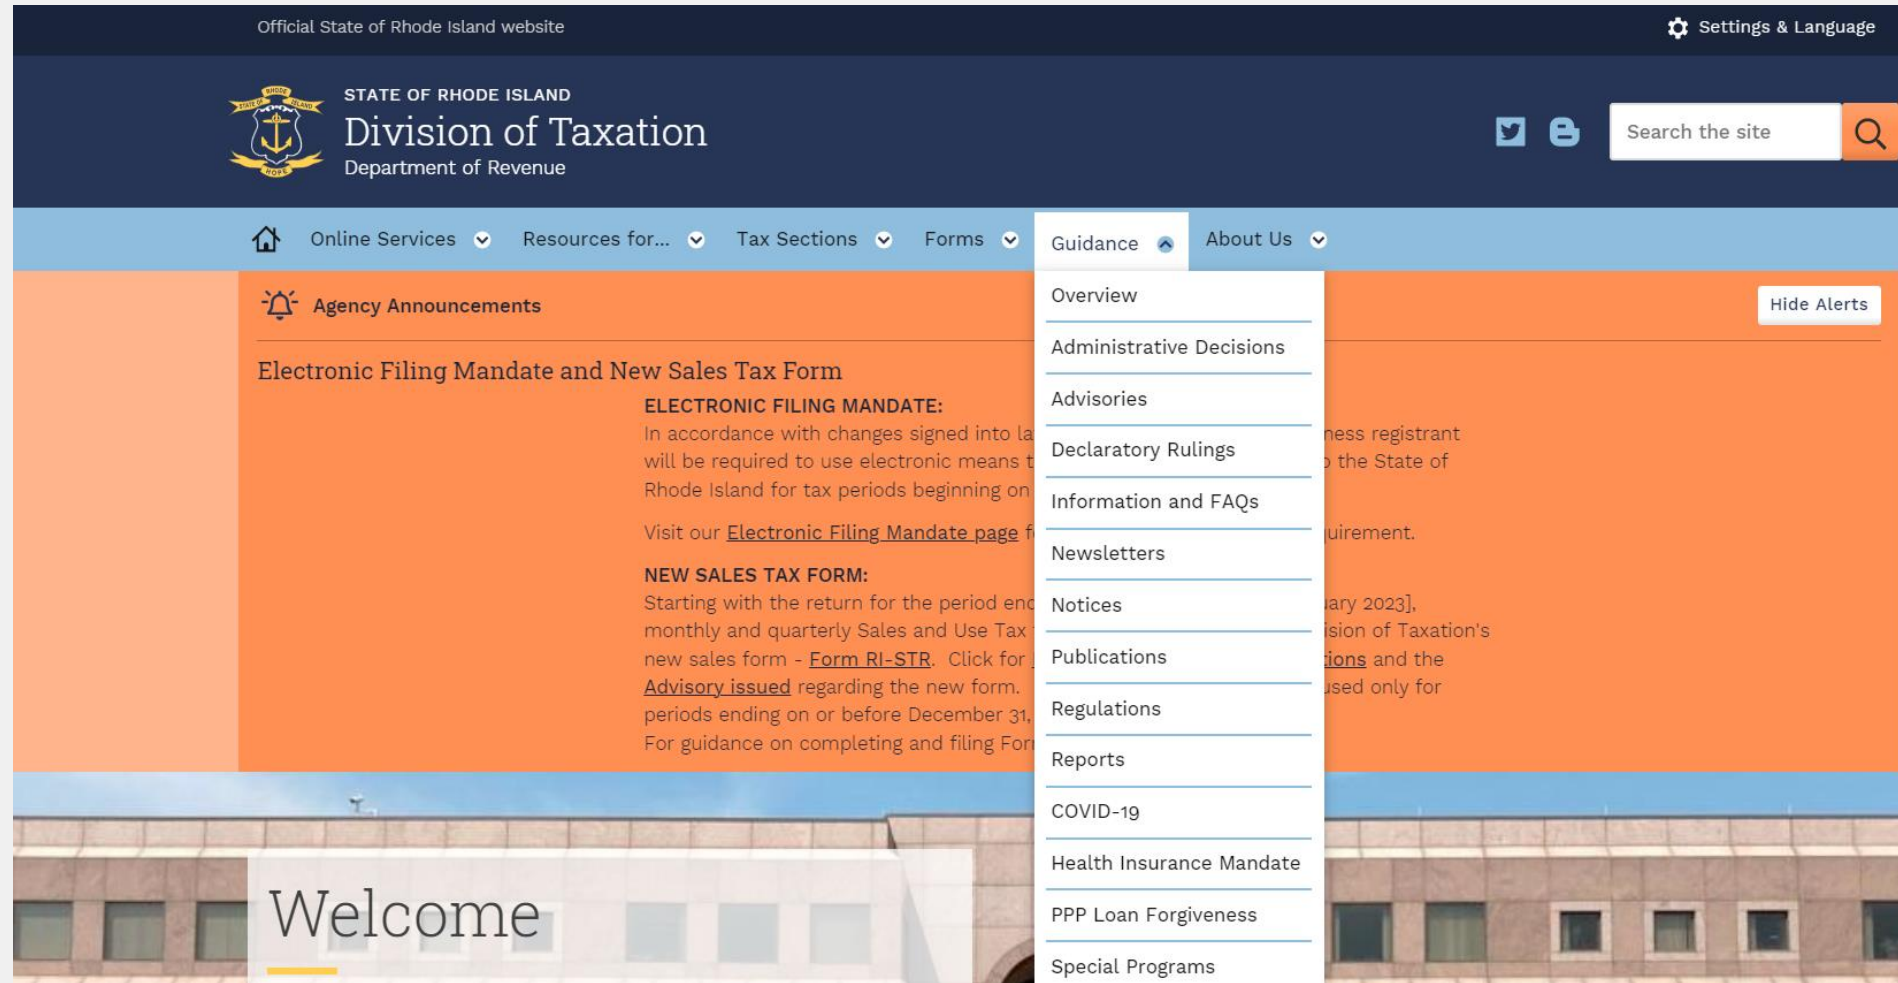 Official State of Rhode Island website
Settings & Language
STATE OF RHODE ISLAND
Division of Taxation
Department of Revenue
STATE OF RHODE ISLAND
HOPE
Search the site
Online Services
Resources for...
Tax Sections
Forms
Guidance
About Us
Overview
Administrative Decisions
Advisories
Declaratory Rulings
Information and FAQs
Newsletters
Notices
Publications
Regulations
Reports
COVID-19
Health Insurance Mandate
PPP Loan Forgiveness
Special Programs
Agency Announcements
Hide Alerts
Electronic Filing Mandate and New Sales Tax Form
ELECTRONIC FILING MANDATE:
In accordance with changes signed into registrant
will be required to use electronic means the State of
Rhode Island for tax periods beginning on
Visit our Electronic Filing Mandate page
NEW SALES TAX FORM:
Starting with the return for the period 2023],
monthly and quarterly Sales and Use Tax of Taxation's
new sales form - Form RI-STR. Click for and the
Advisory issued regarding the new form. used only for
periods ending on or before December 31,
For guidance on completing and filing
Welcome